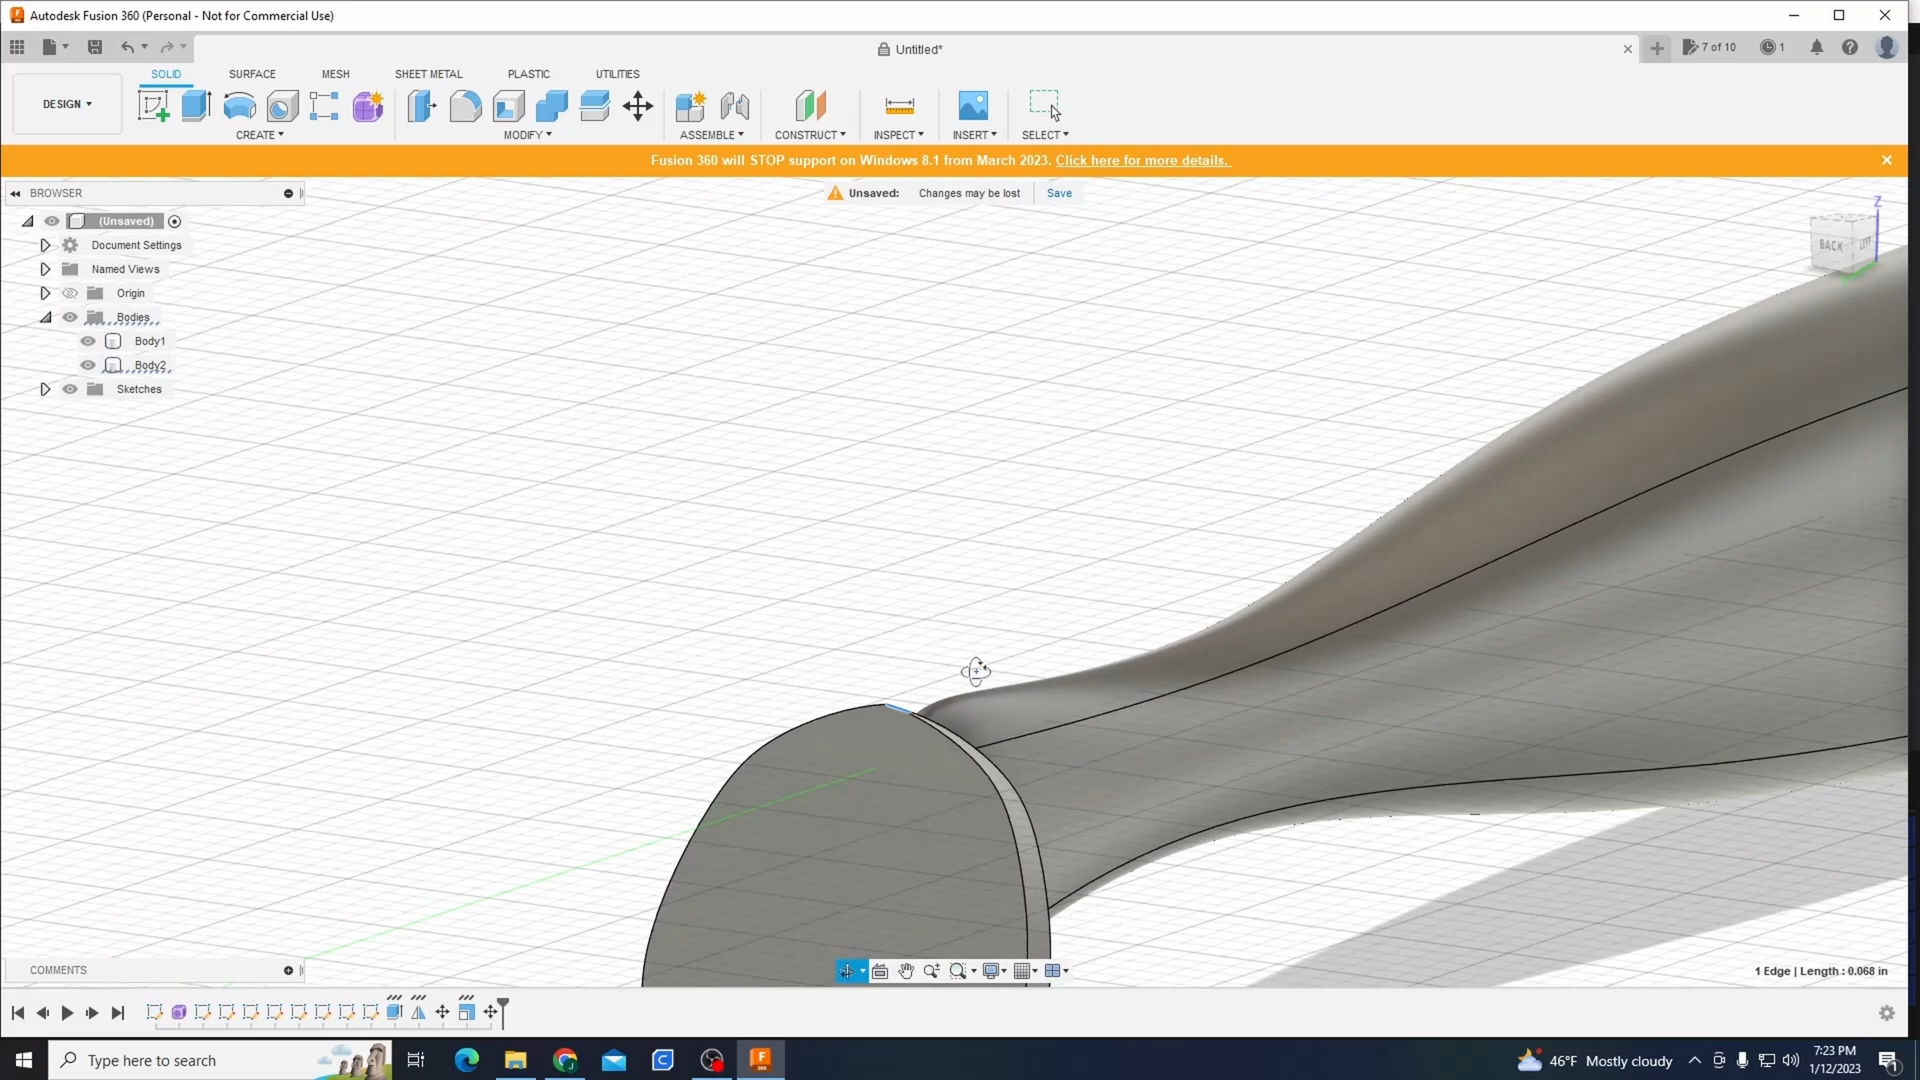 Autodesk Fusion 360 (Personal - Not for Commercial Use)
Untitled*
7 of 10
1
DESIGN
SOLID
SURFACE
MESH
SHEET METAL
PLASTIC
UTILITIES
CREATE
MODIFY
ASSEMBLE
CONSTRUCT
INSPECT
INSERT
SELECT
Fusion 360 will STOP support on Windows 8.1 from March 2023. Click here for more details.
BROWSER
Unsaved: Changes may be lost Save
(Unsaved)
Document Settings
Named Views
Origin
Bodies
Body1
Body2
Sketches
Z
BACK
LEFT
COMMENTS
1 Edge | Length : 0.068 in
Type here to search
F
360
46°F Mostly cloudy
7:23 PM
1/12/2023
1